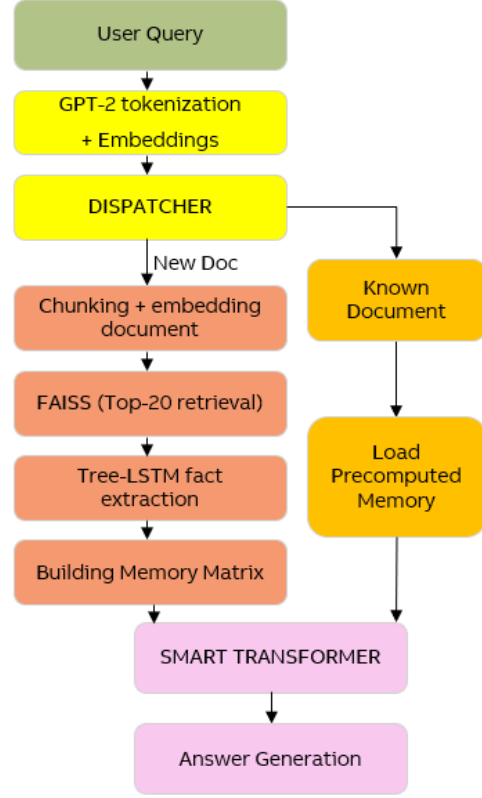 User Query
GPT-2 tokenization
+ Embeddings
DISPATCHER
New Doc
Known
Document
Chunking + embedding
document
FAISS (Top-20 retrieval)
Load
Precomputed
Memory
Tree-LSTM fact
extraction
Building Memory Matrix
SMART TRANSFORMER
Answer Generation